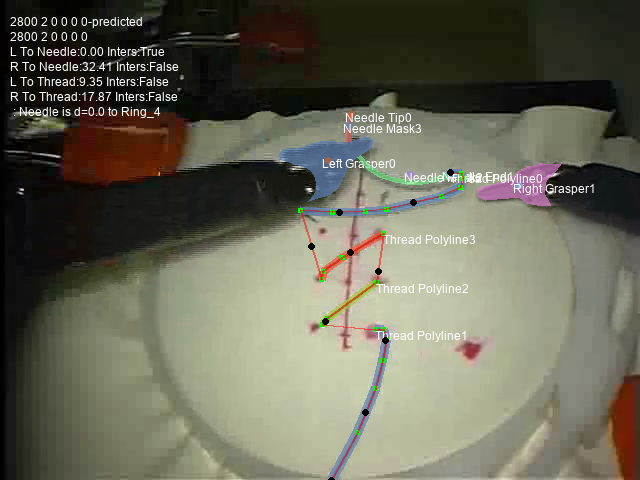 2800 2 0 0 0 0-predicted
2800 2 0 0 0 0
L To Needle:0.00 Inters:True
R To Needle:32.41 Inters:False
L To Thread:9.35 Inters:False
R To Thread:17.87 Inters:False
: Needle is d=0.0 to Ring_4
Needle Tip0
Needle Mask3
Left Grasper0
Thread Polyline0
Right Grasper1
Thread Polyline3
Thread Polyline2
Thread Polyline1